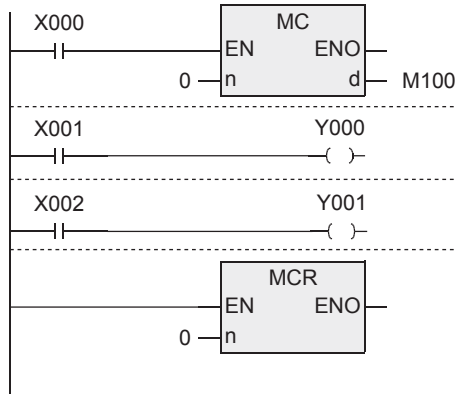 X000 MC
EN ENO
0 n d M100
X001 Y000
X002 Y001
MCR
EN ENO
0 n